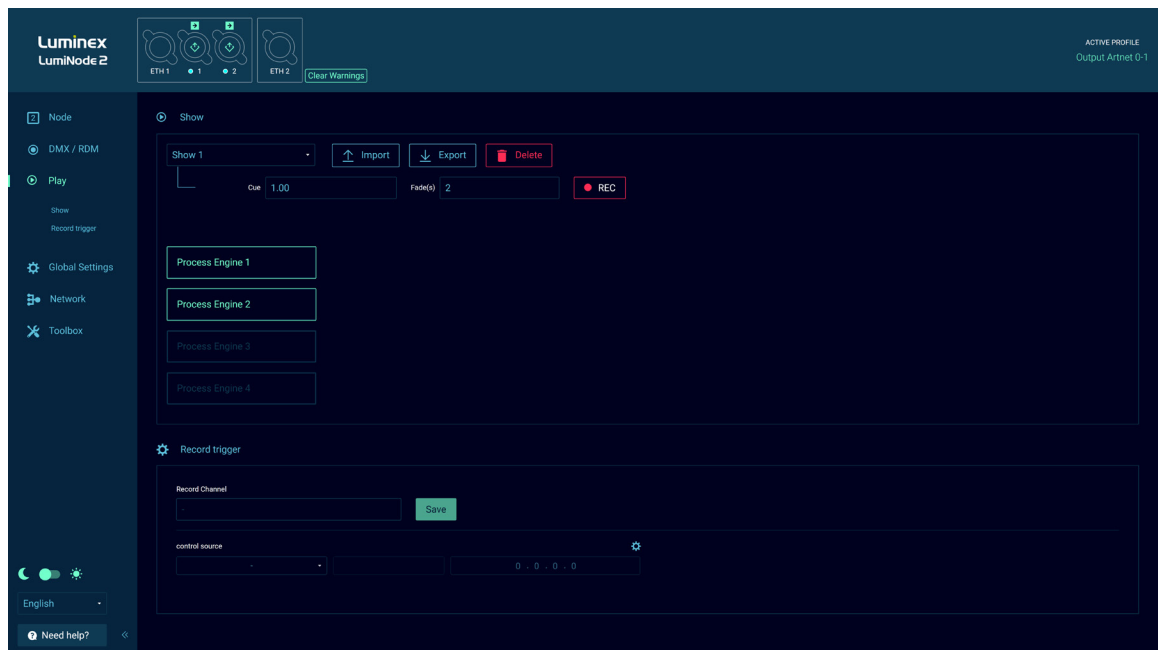 Luminex
LumiNode 2
ETH 1
1
2
ETH 2
Clear Warnings
ACTIVE PROFILE
Output Artnet 0-1
2 Node
DMX / RDM
Play
Show
Record trigger
Global Settings
Network
Toolbox
English
? Need help?
Show
Show 1
Import
Export
Delete
Cue 1.00
Fade(s) 2
REC
Process Engine 1
Process Engine 2
Process Engine 3
Process Engine 4
Record trigger
Record Channel
-
Save
control source
-
0 . 0 . 0 . 0